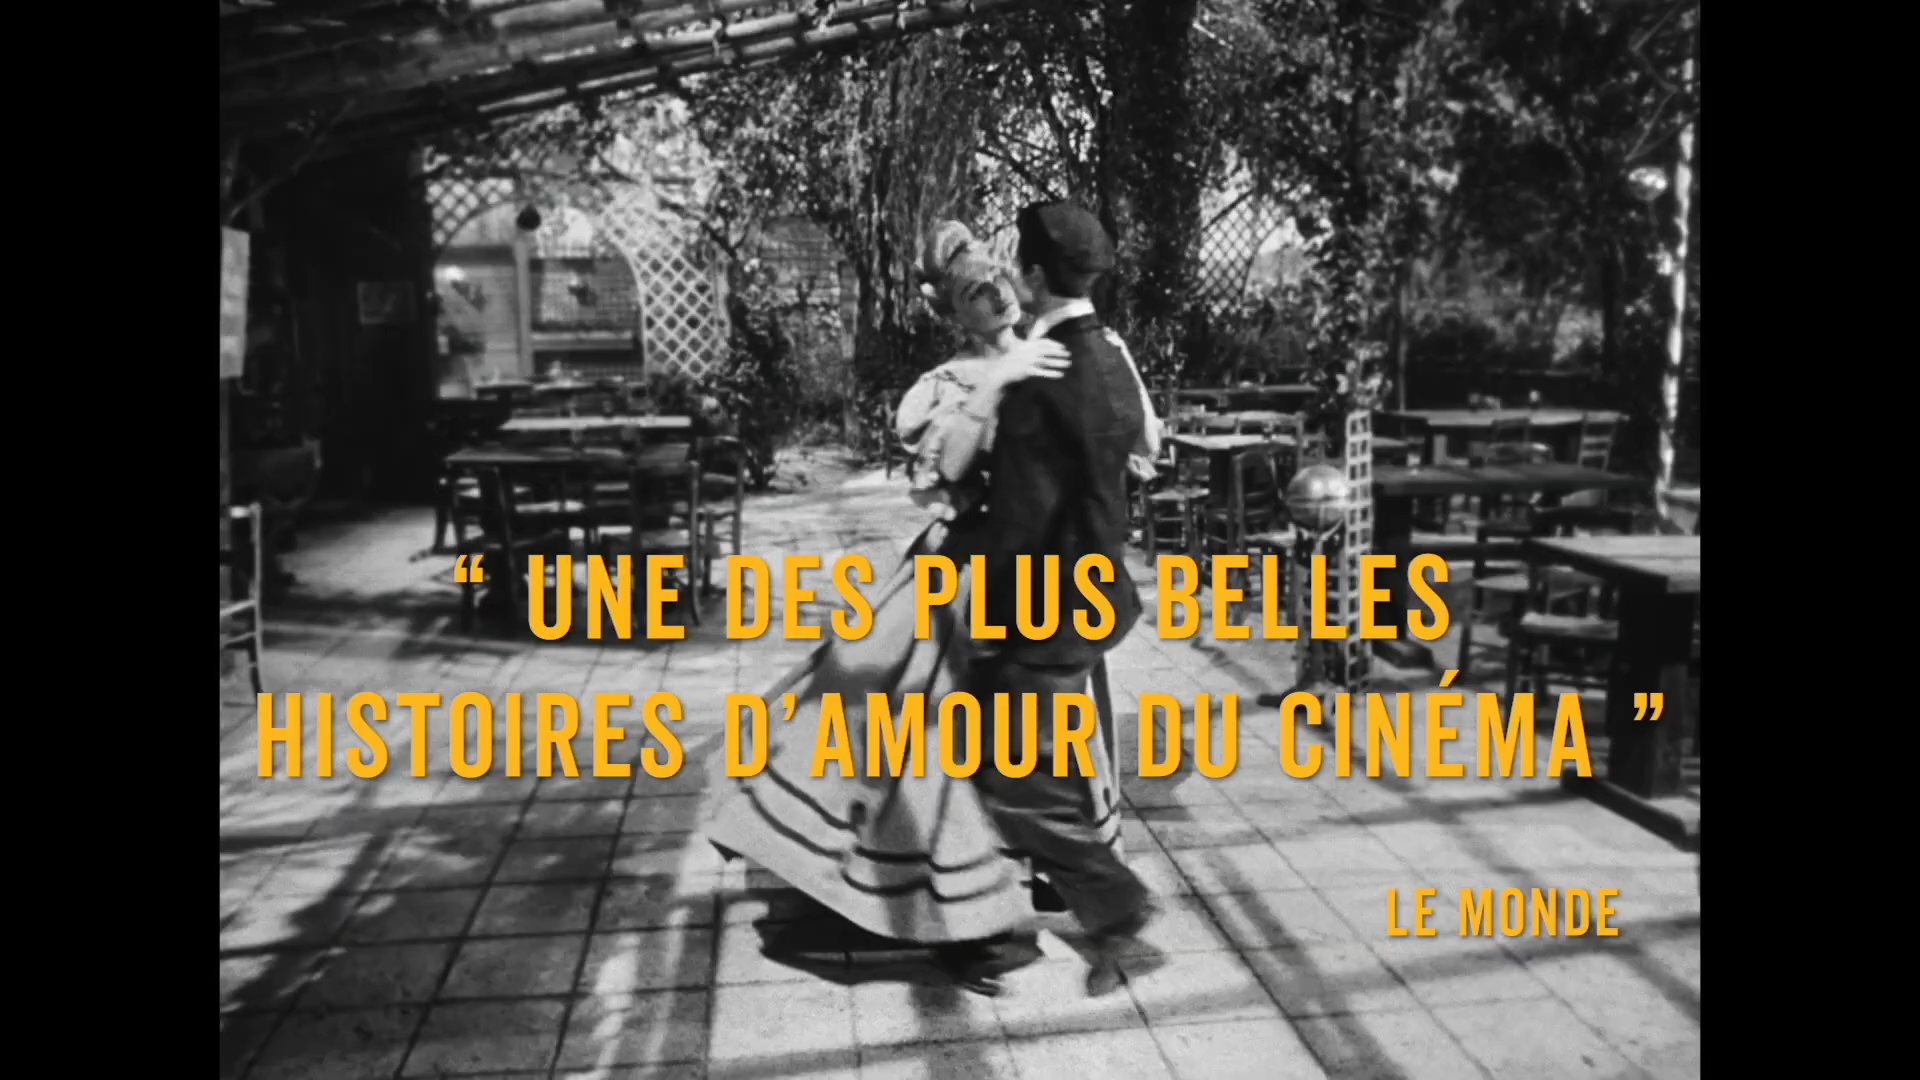 “ UNE DES PLUS BELLES
HISTOIRES D’AMOUR DU CINÉMA ”
LE MONDE